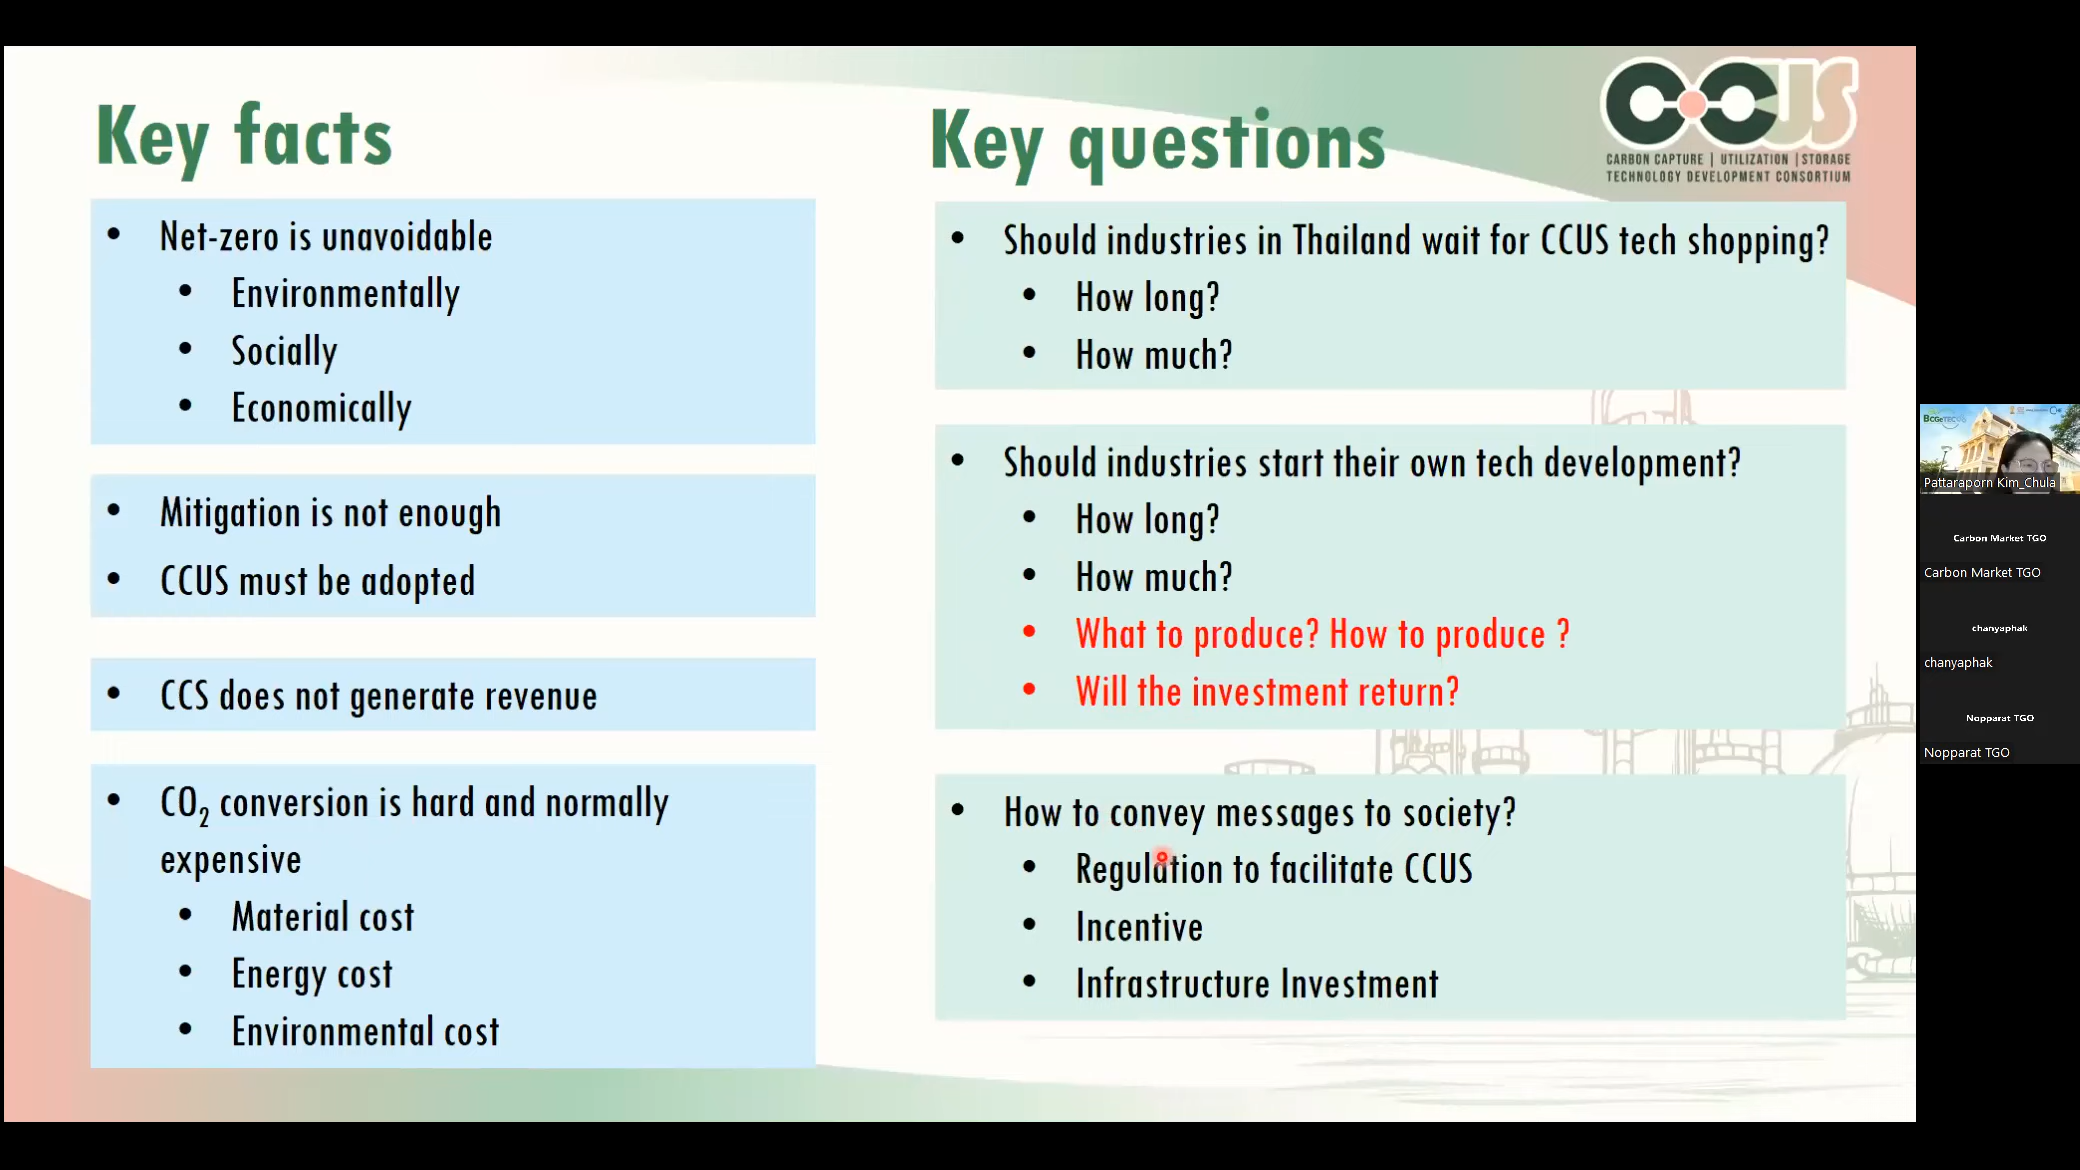 Key facts
• Net-zero is unavoidable
• Environmentally
• Socially
• Economically
• Mitigation is not enough
• CCUS must be adopted
• CCS does not generate revenue
• CO₂ conversion is hard and normally
expensive
• Material cost
• Energy cost
• Environmental cost
Key questions
CCUS
CARBON CAPTURE | UTILIZATION | STORAGE
TECHNOLOGY DEVELOPMENT CONSORTIUM
• Should industries in Thailand wait for CCUS tech shopping?
• How long?
• How much?
• Should industries start their own tech development?
• How long?
• How much?
• What to produce? How to produce ?
• Will the investment return?
• How to convey messages to society?
• Regulation to facilitate CCUS
• Incentive
• Infrastructure Investment
Pattaraporn Kim_Chula
Carbon Market TGO
Carbon Market TGO
chanyaphak
chanyaphak
Nopparat TGO
Nopparat TGO